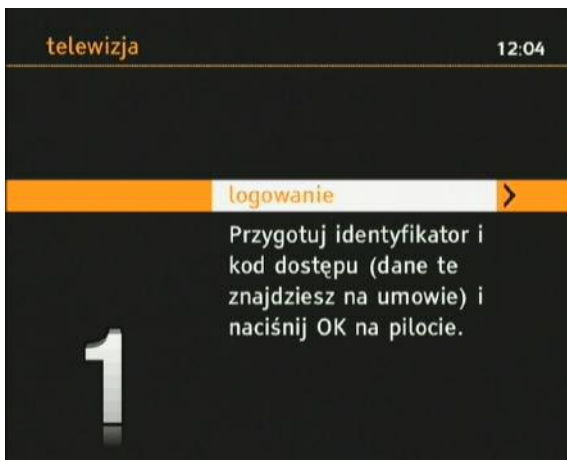 telewizja 12:04
logowanie >
Przygotuj identyfikator i
kod dostępu (dane te
znajdziesz na umowie) i
naciśnij OK na pilocie.
1